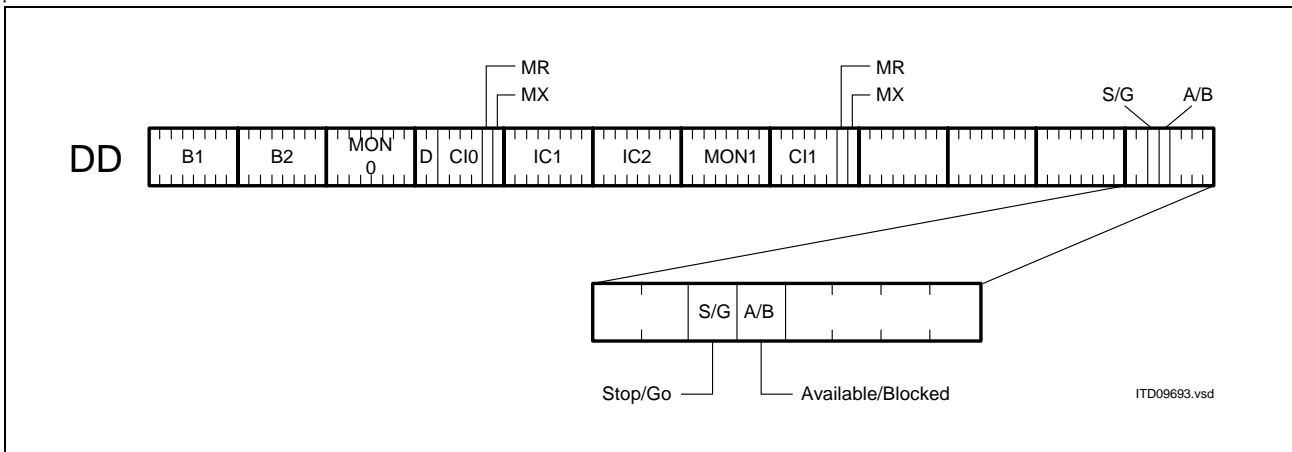 MR
MX
MR
MX
S/G
A/B
DD
B1
B2
MON
0
D
CI0
IC1
IC2
MON1
CI1
S/G
A/B
Stop/Go
Available/Blocked
ITD09693.vsd